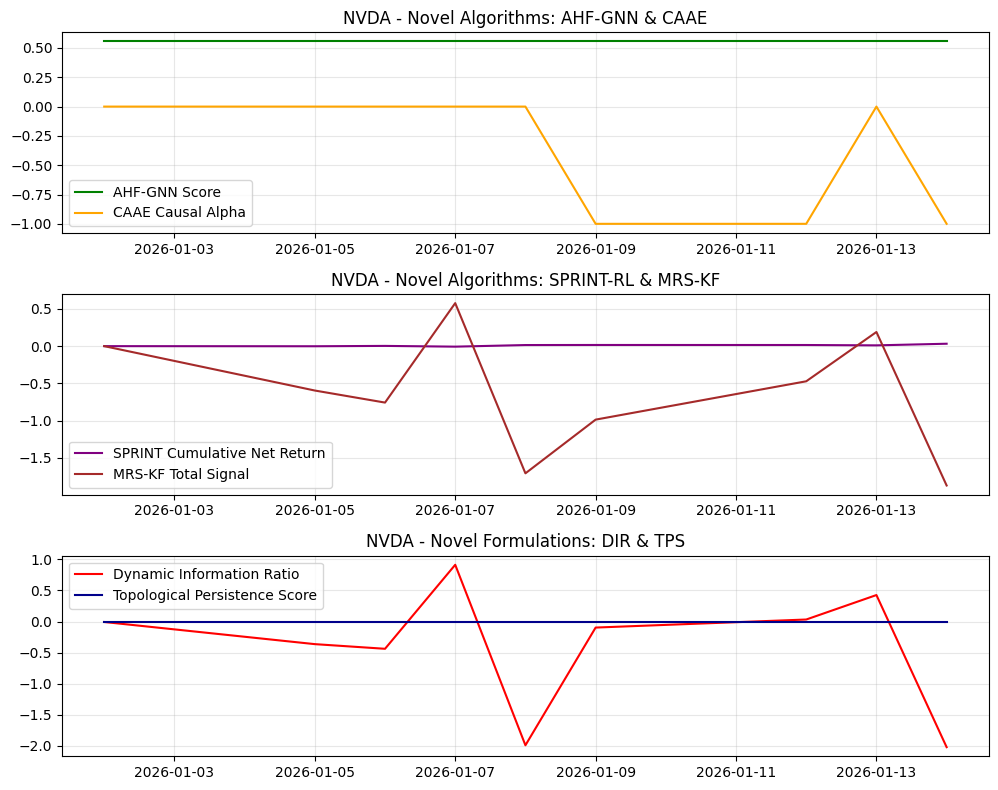 NVDA - Novel Algorithms: AHF-GNN & CAAE
0.50
0.25
0.00
−0.25
−0.50
−0.75
−1.00
AHF-GNN Score
CAAE Causal Alpha
2026-01-03 2026-01-05 2026-01-07 2026-01-09 2026-01-11 2026-01-13
NVDA - Novel Algorithms: SPRINT-RL & MRS-KF
0.5
0.0
−0.5
−1.0
−1.5
SPRINT Cumulative Net Return
MRS-KF Total Signal
2026-01-03 2026-01-05 2026-01-07 2026-01-09 2026-01-11 2026-01-13
NVDA - Novel Formulations: DIR & TPS
1.0
0.5
0.0
−0.5
−1.0
−1.5
−2.0
Dynamic Information Ratio
Topological Persistence Score
2026-01-03 2026-01-05 2026-01-07 2026-01-09 2026-01-11 2026-01-13